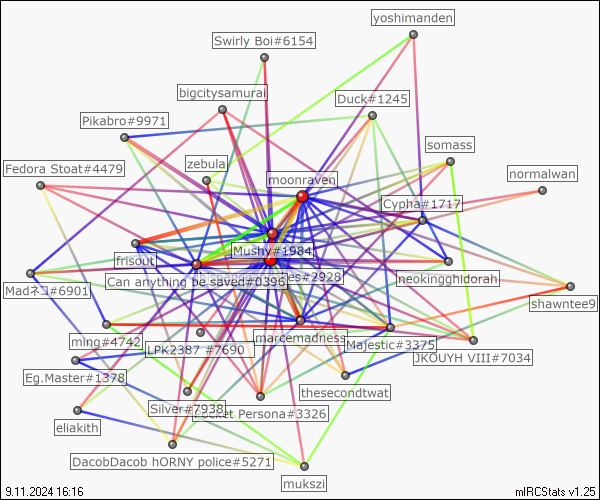 yoshimanden
Swirly Boi#6154
bigcitysamurai
Duck#1245
Pikabro#9971
somass
zebula
Fedora Stoat#4479
moonraven
normalwan
Cypha#1717
Mushy#1984
frisout
es#2928
neokingghidorah
Can anything be saved#0396
Madネコ#6901
shawntee9
ming#4742
marcemadness
Majestic#3375
LPK2387 #7690
JKOUYH VIII#7034
Eg.Master#1378
thesecondtwat
Silver#7938
Persona#3326
eliakith
DacobDacob hORNY police#5271
mukszi
9.11.2024 16:16
mIRCStats v1.25